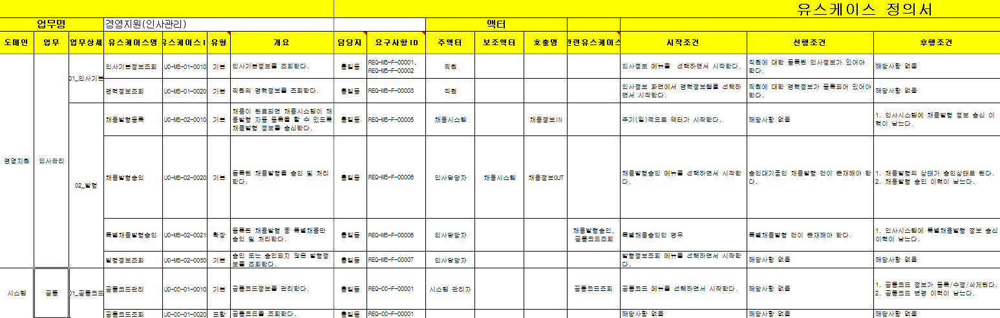 유스케이스 정의서
업무명 경영지원(인사관리) 액터
도메인 업무 업무상세 유스케이스명 유스케이스I 유형 개요 담당자 요구사항 ID 주액터 보조액터 호출명 관련유스케이스 시작조건 선행조건 후행조건
경영지원 인사관리
01_인사기본
인사기본정보조회 UC-MB-01-0010 기본 인사기본정보를 조회한다. 홍길동 REQ-MB-F-00001,
REQ-MB-F-00002 직원 인사정보 메뉴를 선택하면서 시작한다. 직원에 대한 등록된 인사정보가 있어야
한다. 해당사항 없음
경력정보조회 UC-MB-01-0020 기본 직원의 경력정보를 조회한다. 홍길동 REQ-MB-F-00003 직원 인사정보 화면에서 경력정보탭을 선택하
면서 시작한다. 직원에 대한 경력정보가 등록되어 있어야
한다. 해당사항 없음
02_발령
채용발령등록 UC-MB-02-0010 기본 채용이 완료되면 채용시스템이 채
용발령 자동 등록을 할 수 있도록
채용발령 정보를 송신한다. 홍길동 REQ-MB-F-00005 채용시스템 채용정보IN 주기(일)적으로 액터가 시작한다. 해당사항 없음 1. 인사시스템에 채용발령 정보 송신 이
력이 남는다.
채용발령승인 UC-MB-02-0020 기본 등록된 채용발령을 승인 및 처리
한다. 홍길동 REQ-MB-F-00006 인사담당자 채용시스템 채용정보OUT 채용발령승인 메뉴를 선택하면서 시작한
다. 승인대기중인 채용발령 건이 존재해야 한
다. 1. 채용발령의 상태가 승인상태로 된다.
2. 채용발령 승인 이력이 남는다.
특별채용발령승인 UC-MB-02-0021 확장 등록된 채용발령 중 특별채용만
승인 및 처리한다. 홍길동 REQ-MB-F-00006 인사담당자 채용발령승인,
공통코드조회 특별채용승인인 경우 특별채용발령 건이 존재해야 한다. 1. 인사시스템에 특별채용발령 정보 송신
이력이 남는다.
발령정보조회 UC-MB-02-0030 기본 승인 또는 승인되지 않은 발령정
보를 조회한다. 홍길동 REQ-MB-F-00007 인사담당자 발령정보조회 메뉴를 선택하면서 시작한
다. 해당사항 없음 해당사항 없음
시스템 공통 01_공통코드
공통코드관리 UC-CC-01-0010 기본 공통코드정보를 관리한다. 홍길동 REQ-CC-F-00001 시스템 관리자 공통코드조회 공통코드 메뉴를 선택하면서 시작한다. 해당사항 없음 1. 공통코드 정보가 등록/수정/삭제된다.
2. 공통코드 변경 이력이 남는다.
공통코드조회 UC-CC-01-0020 포함 공통코드를 조회한다. 홍길동 REQ-CC-F-00001 해당사항 없음 해당사항 없음 해당사항 없음